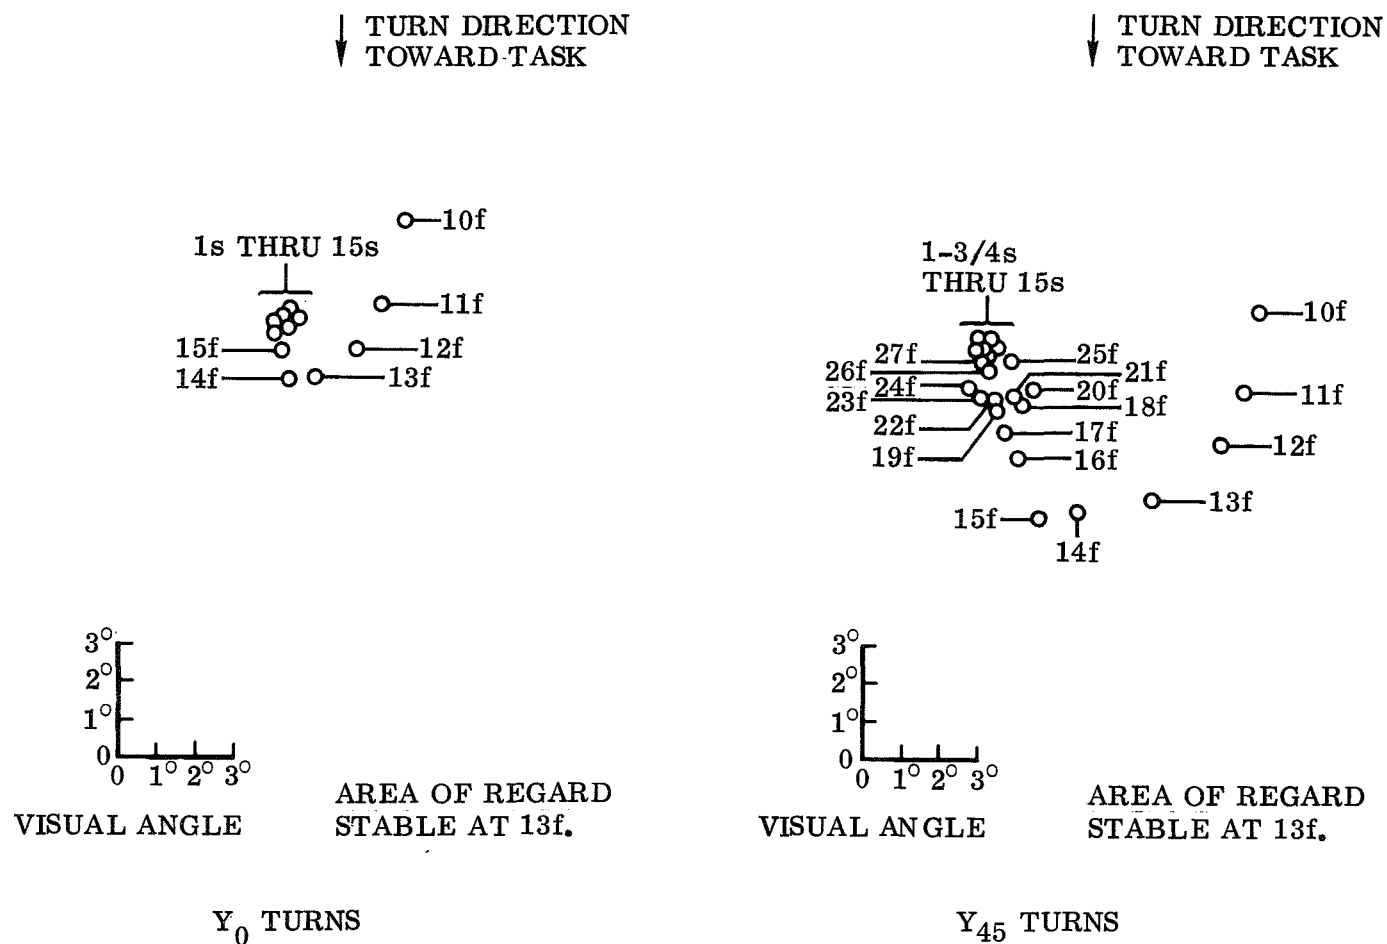 TURN DIRECTION
TOWARD TASK
10f
1s THRU 15s
11f
15f
12f
14f
13f
3°
2°
1°
0
0 1° 2° 3°
VISUAL ANGLE
AREA OF REGARD
STABLE AT 13f.
Y0 TURNS
TURN DIRECTION
TOWARD TASK
1-3/4s
THRU 15s
10f
27f
25f
26f
21f
24f
20f
11f
23f
18f
22f
17f
12f
19f
16f
13f
15f
14f
3°
2°
1°
0
0 1° 2° 3°
VISUAL ANGLE
AREA OF REGARD
STABLE AT 13f.
Y45 TURNS